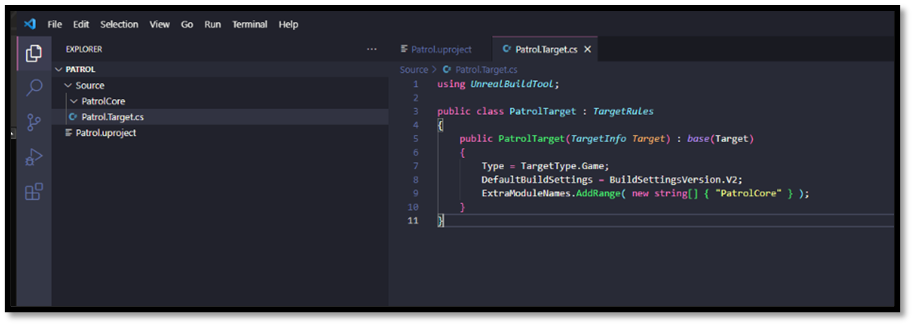 File Edit Selection View Go Run Terminal Help
EXPLORER ...
PATROL
Source
PatrolCore
Patrol.Target.cs
Patrol.uproject
Patrol.uproject Patrol.Target.cs
Source > Patrol.Target.cs
1 using UnrealBuildTool;
2
3 public class PatrolTarget : TargetRules
4 {
5 public PatrolTarget(TargetInfo Target) : base(Target)
6 {
7 Type = TargetType.Game;
8 DefaultBuildSettings = BuildSettingsVersion.V2;
9 ExtraModuleNames.AddRange( new string[] { "PatrolCore" } );
10 }
11 }